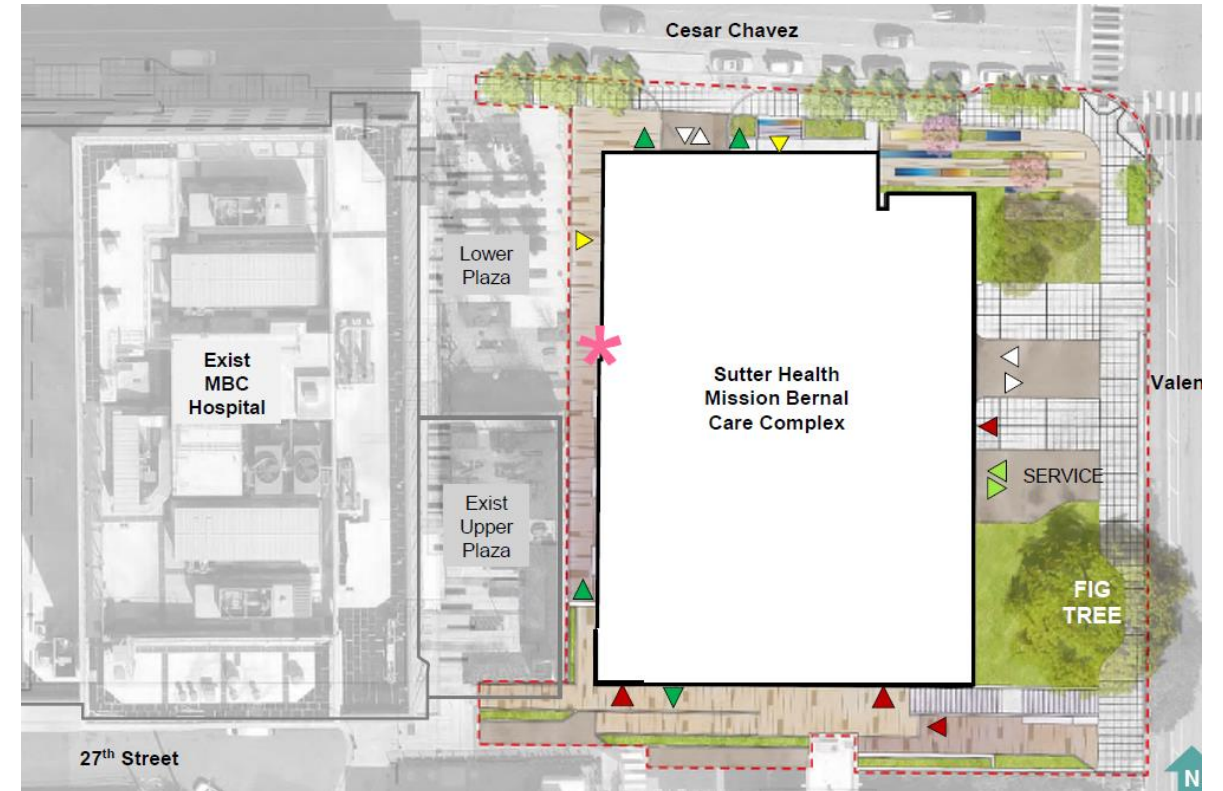 Cesar Chavez
Lower
Plaza
Exist
MBC
Hospital
Sutter Health
Mission Bernal
Care Complex
Valen
Exist
Upper
Plaza
SERVICE
FIG
TREE
27th Street
N